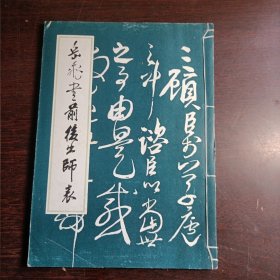 三顧臣於草廬
之中諮臣以當世
之事由是感
岳飛書前後出師表